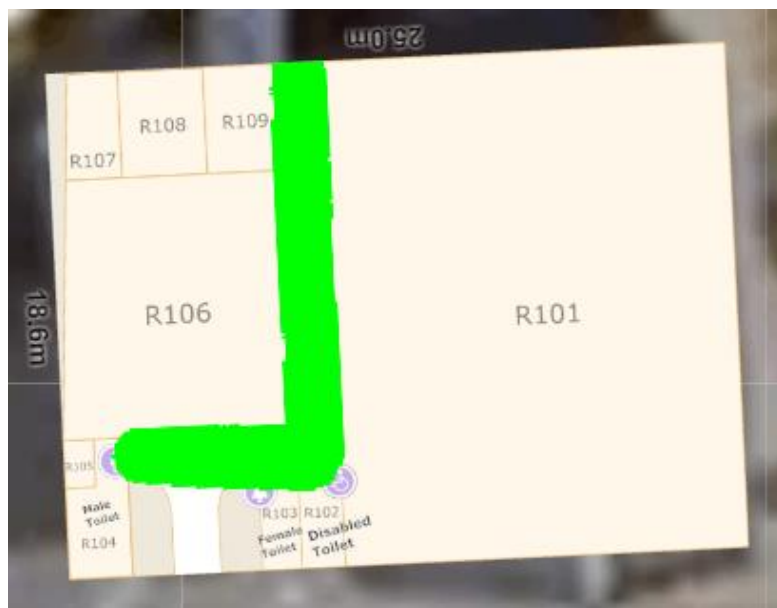 25.0m
R108
R109
R107
R106
R101
18.6m
R105
Male
Toilet
R104
R103
R102
Female
Toilet
Disabled
Toilet